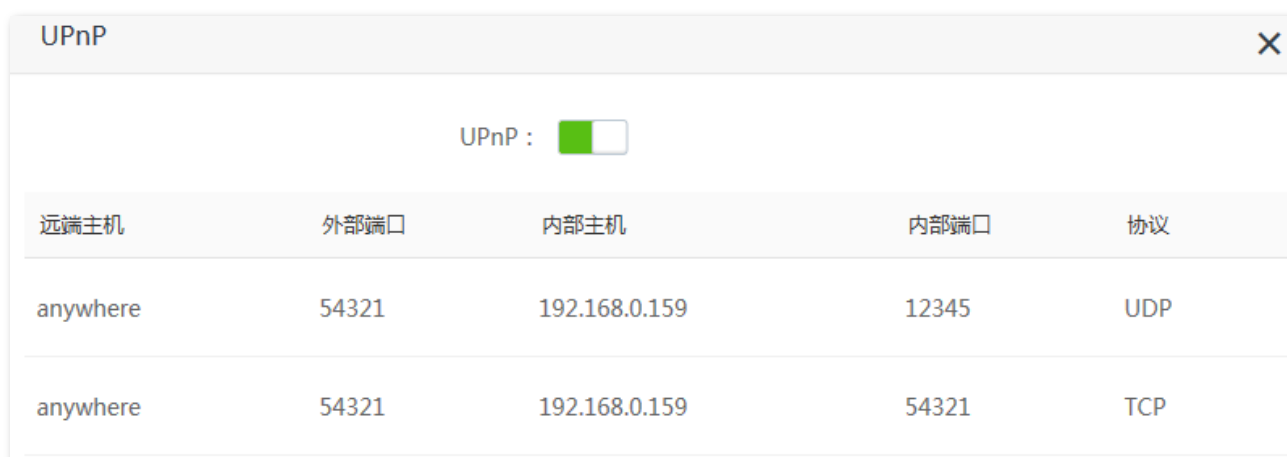 UPnP
UPnP：
远端主机 外部端口 内部主机 内部端口 协议
anywhere 54321 192.168.0.159 12345 UDP
anywhere 54321 192.168.0.159 54321 TCP